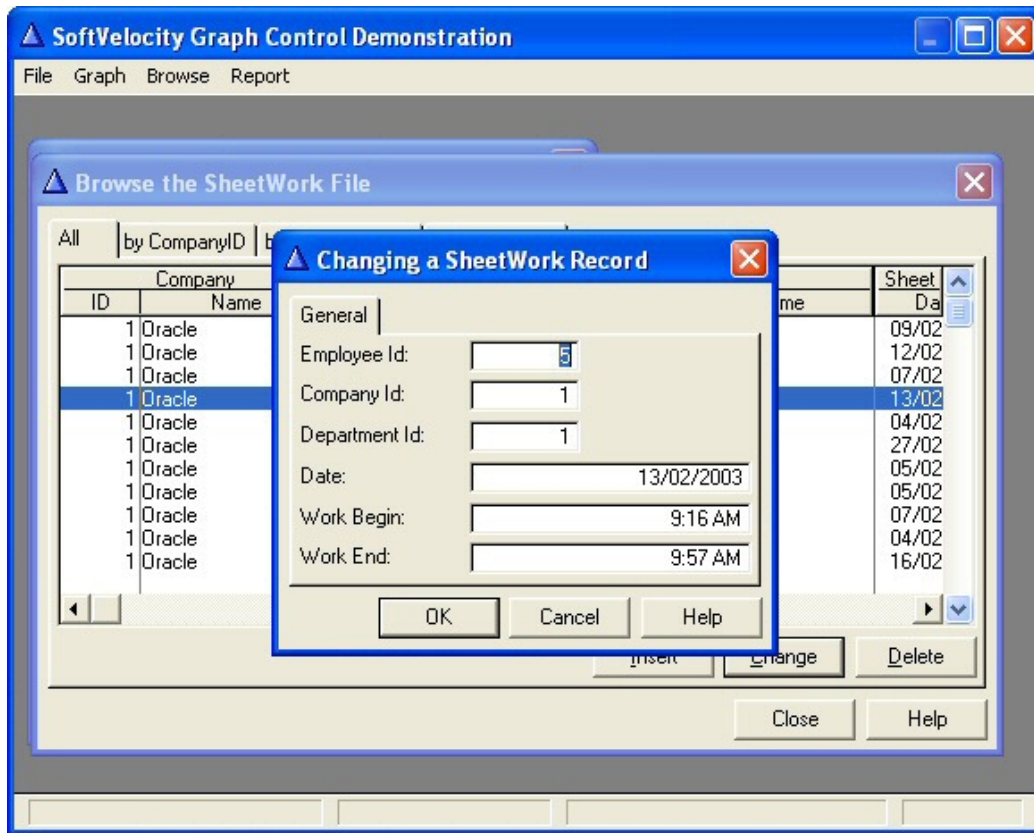 SoftVelocity Graph Control Demonstration
File Graph Browse Report
Browse the SheetWork File
All by CompanyID
Company Sheet
ID Name me Da
1 Oracle 09/02
1 Oracle 12/02
1 Oracle 07/02
1 Oracle 13/02
1 Oracle 04/02
1 Oracle 27/02
1 Oracle 05/02
1 Oracle 05/02
1 Oracle 07/02
1 Oracle 04/02
1 Oracle 16/02
Changing a SheetWork Record
General
Employee Id: 5
Company Id: 1
Department Id: 1
Date: 13/02/2003
Work Begin: 9:16 AM
Work End: 9:57 AM
OK Cancel Help
Insert Change Delete
Close Help